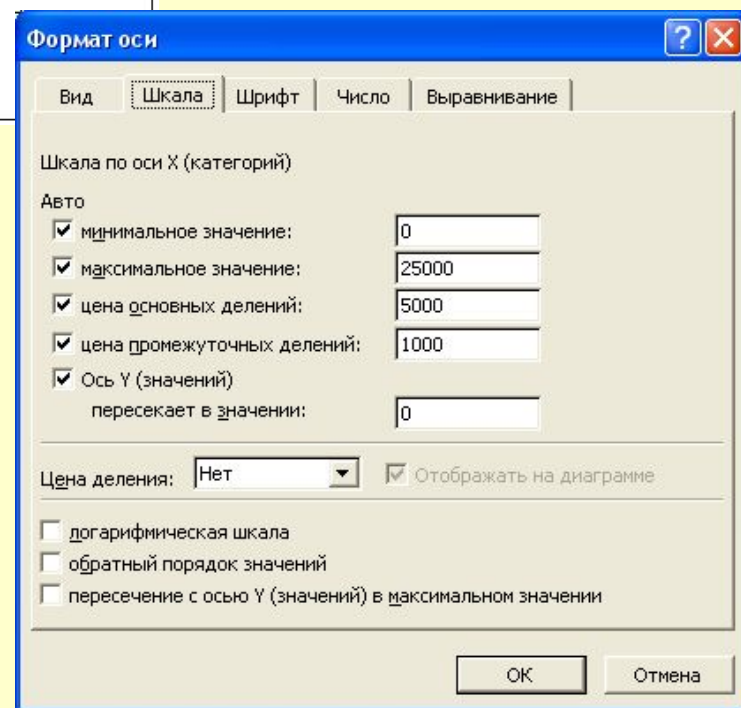 Формат оси
Вид Шкала Шрифт Число Выравнивание
Шкала по оси X (категорий)
Авто
минимальное значение: 0
максимальное значение: 25000
цена основных делений: 5000
цена промежуточных делений: 1000
Ось Y (значений)
пересекает в значении: 0
Цена деления: Нет Отображать на диаграмме
логарифмическая шкала
обратный порядок значений
пересечение с осью Y (значений) в максимальном значении
ОК Отмена